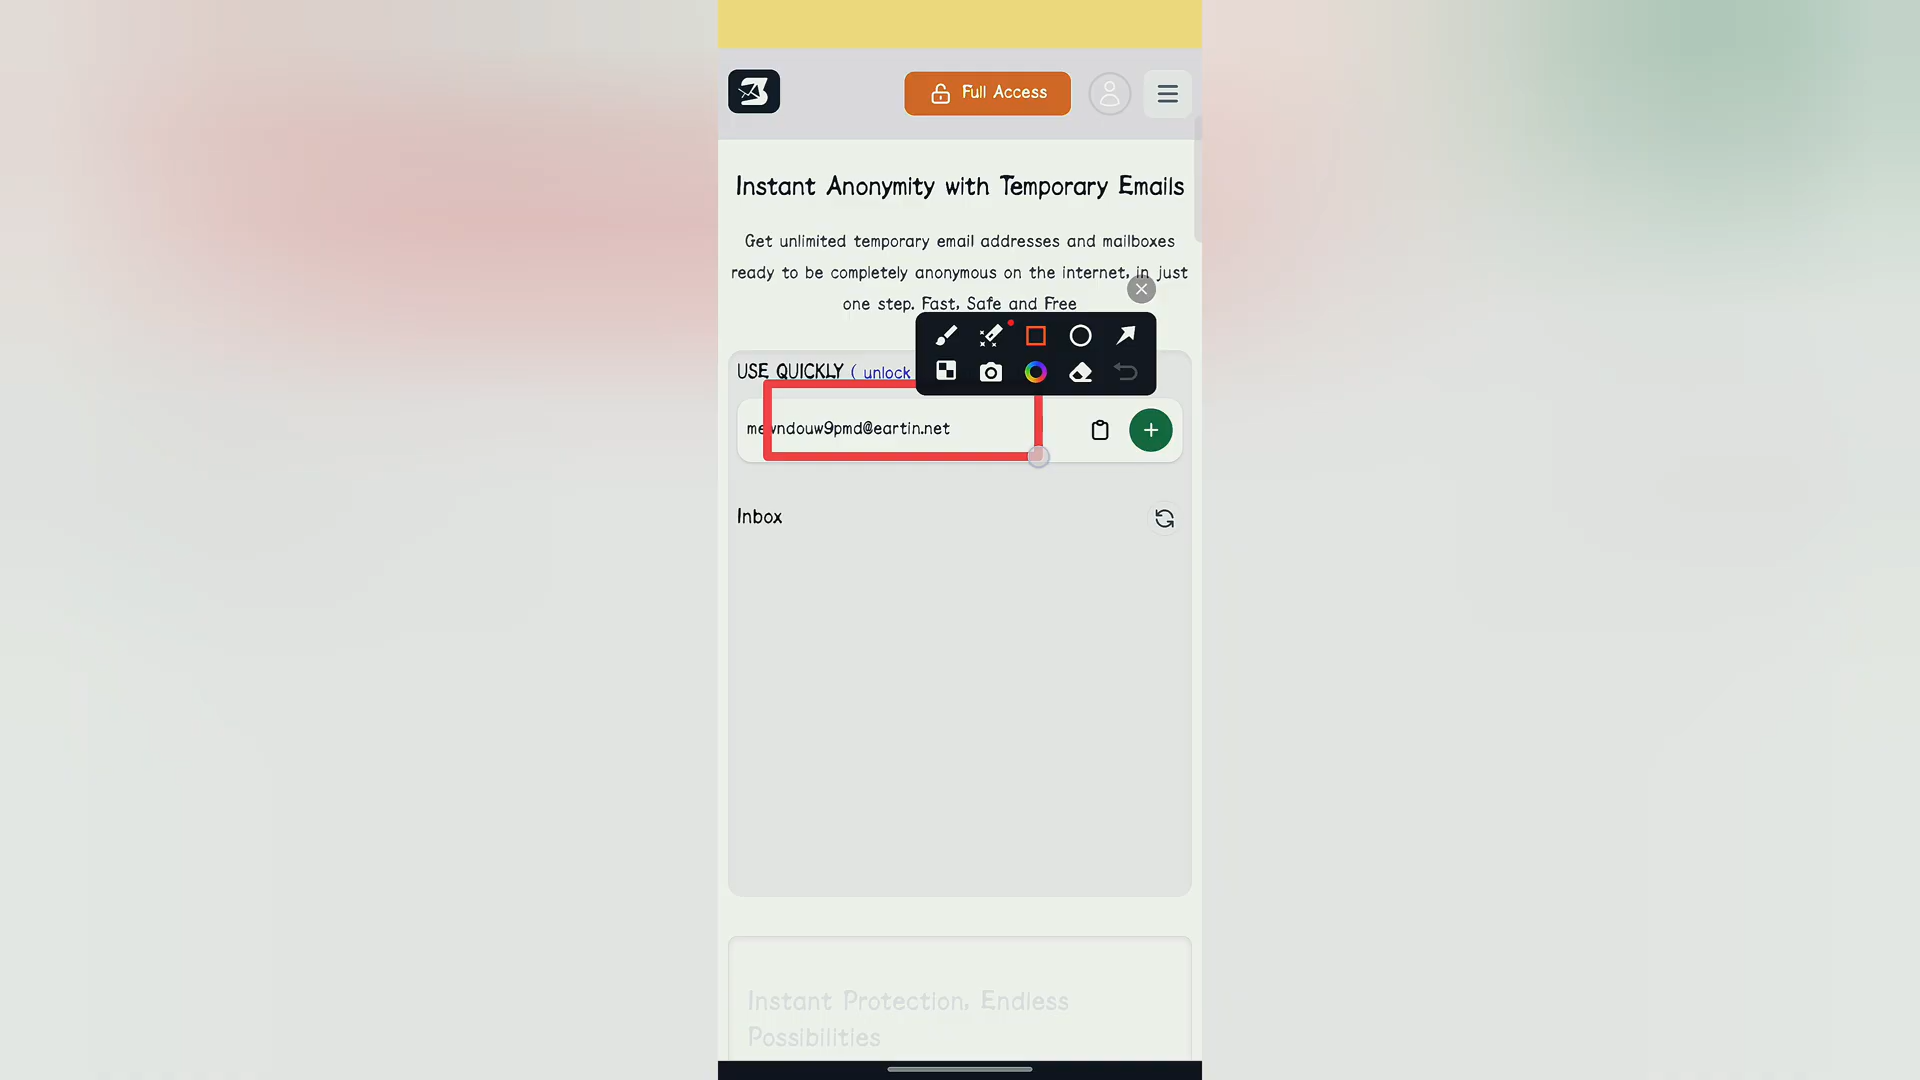 Full Access
Instant Anonymity with Temporary Emails
Get unlimited temporary email addresses and mailboxes
ready to be completely anonymous on the internet, in just
one step. Fast, Safe and Free
USE QUICKLY ( unlock
mewndouw9pmd@eartin.net
Inbox
Instant Protection, Endless
Possibilities